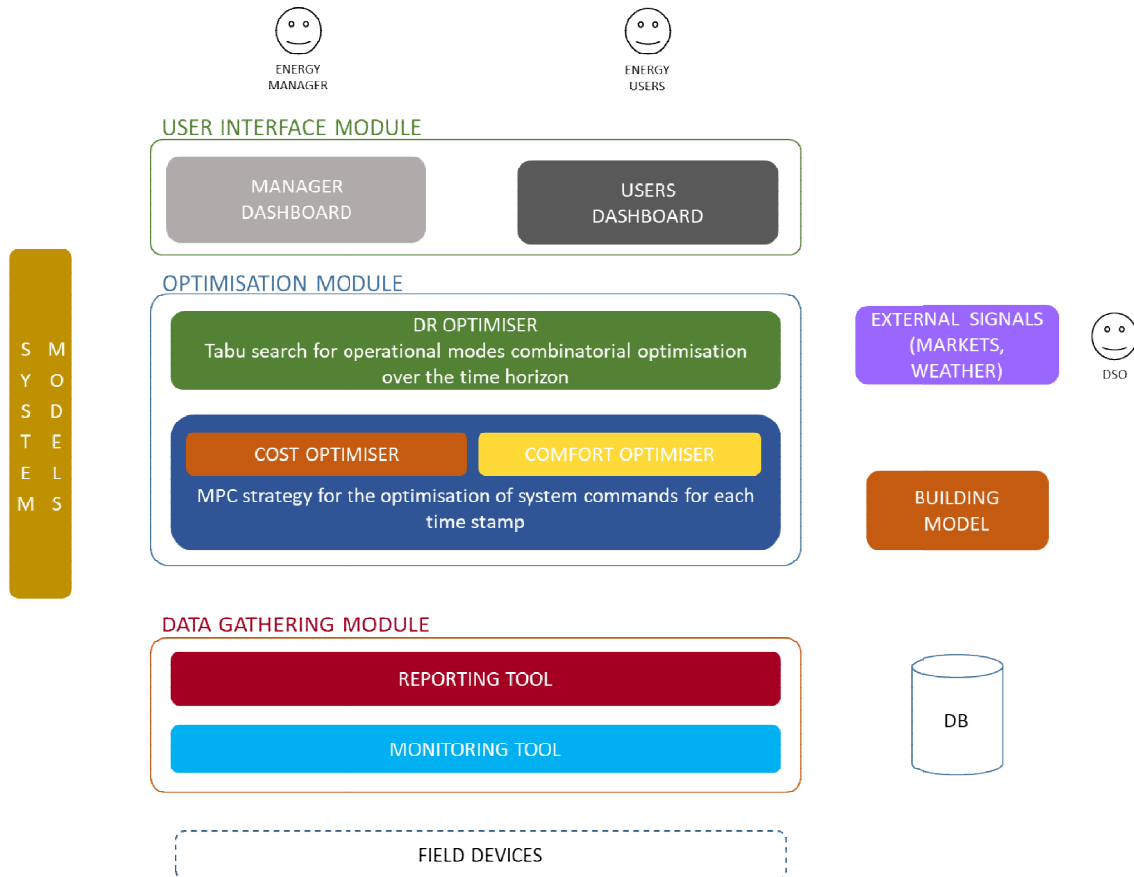 ENERGY
MANAGER
ENERGY
USERS
USER INTERFACE MODULE
MANAGER
DASHBOARD
USERS
DASHBOARD
SYSTEM
MODELS
OPTIMISATION MODULE
DR OPTIMISER
Tabu search for operational modes combinatorial optimisation
over the time horizon
COST OPTIMISER
COMFORT OPTIMISER
MPC strategy for the optimisation of system commands for each
time stamp
EXTERNAL SIGNALS
(MARKETS,
WEATHER)
DSO
BUILDING
MODEL
DATA GATHERING MODULE
REPORTING TOOL
MONITORING TOOL
DB
FIELD DEVICES